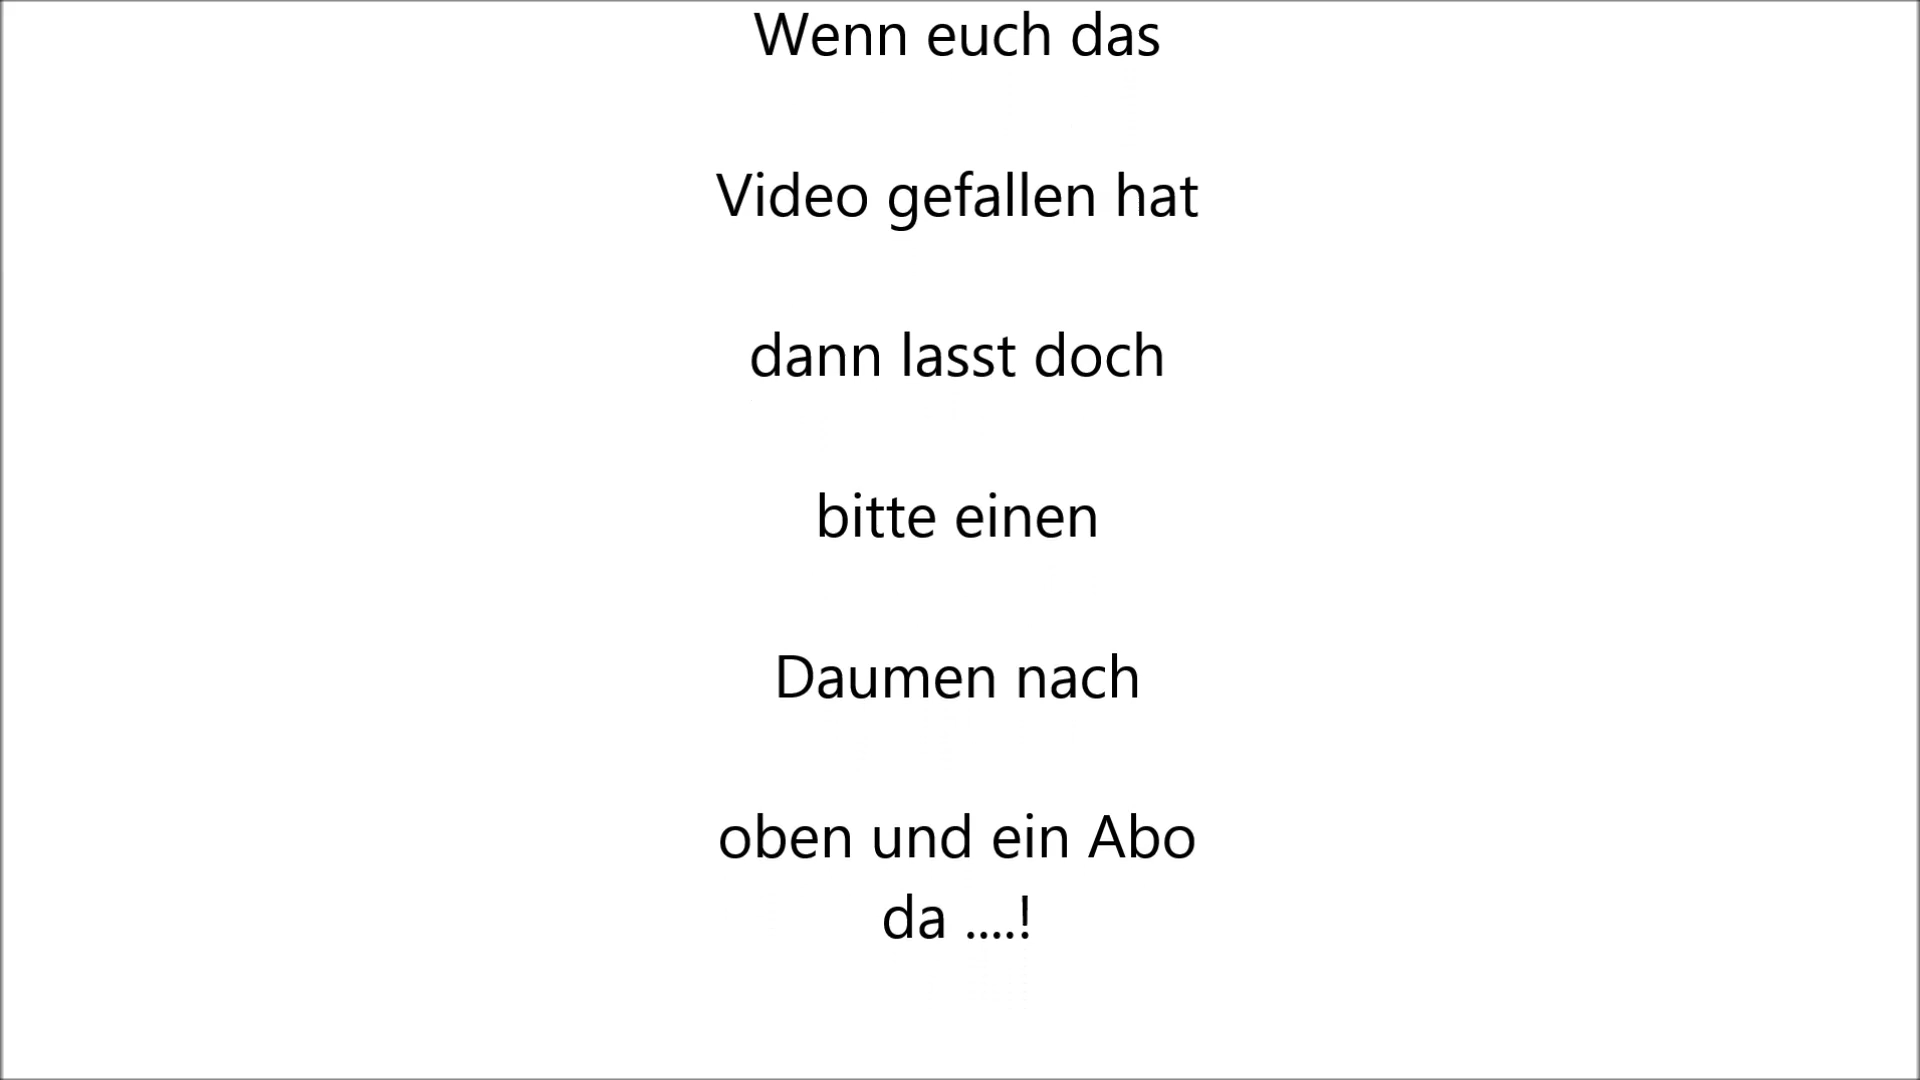 Wenn euch das
Video gefallen hat
dann lasst doch
bitte einen
Daumen nach
oben und ein Abo
da ....!